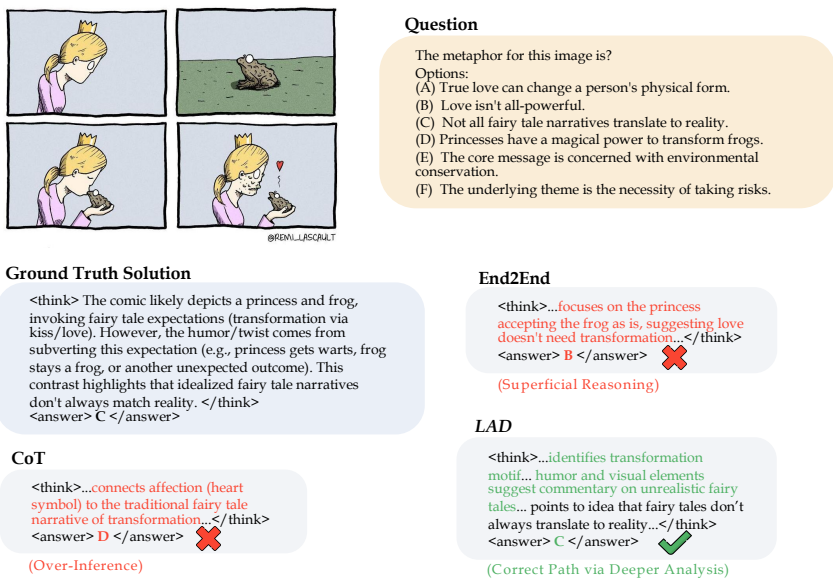 @REMI_LASCAULT
Question
The metaphor for this image is?
Options:
(A) True love can change a person's physical form.
(B) Love isn't all-powerful.
(C) Not all fairy tale narratives translate to reality.
(D) Princesses have a magical power to transform frogs.
(E) The core message is concerned with environmental
conservation.
(F) The underlying theme is the necessity of taking risks.
Ground Truth Solution
<think> The comic likely depicts a princess and frog,
invoking fairy tale expectations (transformation via
kiss/love). However, the humor/twist comes from
subverting this expectation (e.g., princess gets warts, frog
stays a frog, or another unexpected outcome). This
contrast highlights that idealized fairy tale narratives
don't always match reality. </think>
<answer> C </answer>
End2End
<think>...focuses on the princess
accepting the frog as is, suggesting love
doesn't need transformation...</think>
<answer> B </answer>
(Superficial Reasoning)
CoT
<think>...connects affection (heart
symbol) to the traditional fairy tale
narrative of transformation...</think>
<answer> D </answer>
(Over-Inference)
LAD
<think>...identifies transformation
motif... humor and visual elements
suggest commentary on unrealistic fairy
tales... points to idea that fairy tales don't
always translate to reality...</think>
<answer> C </answer>
(Correct Path via Deeper Analysis)